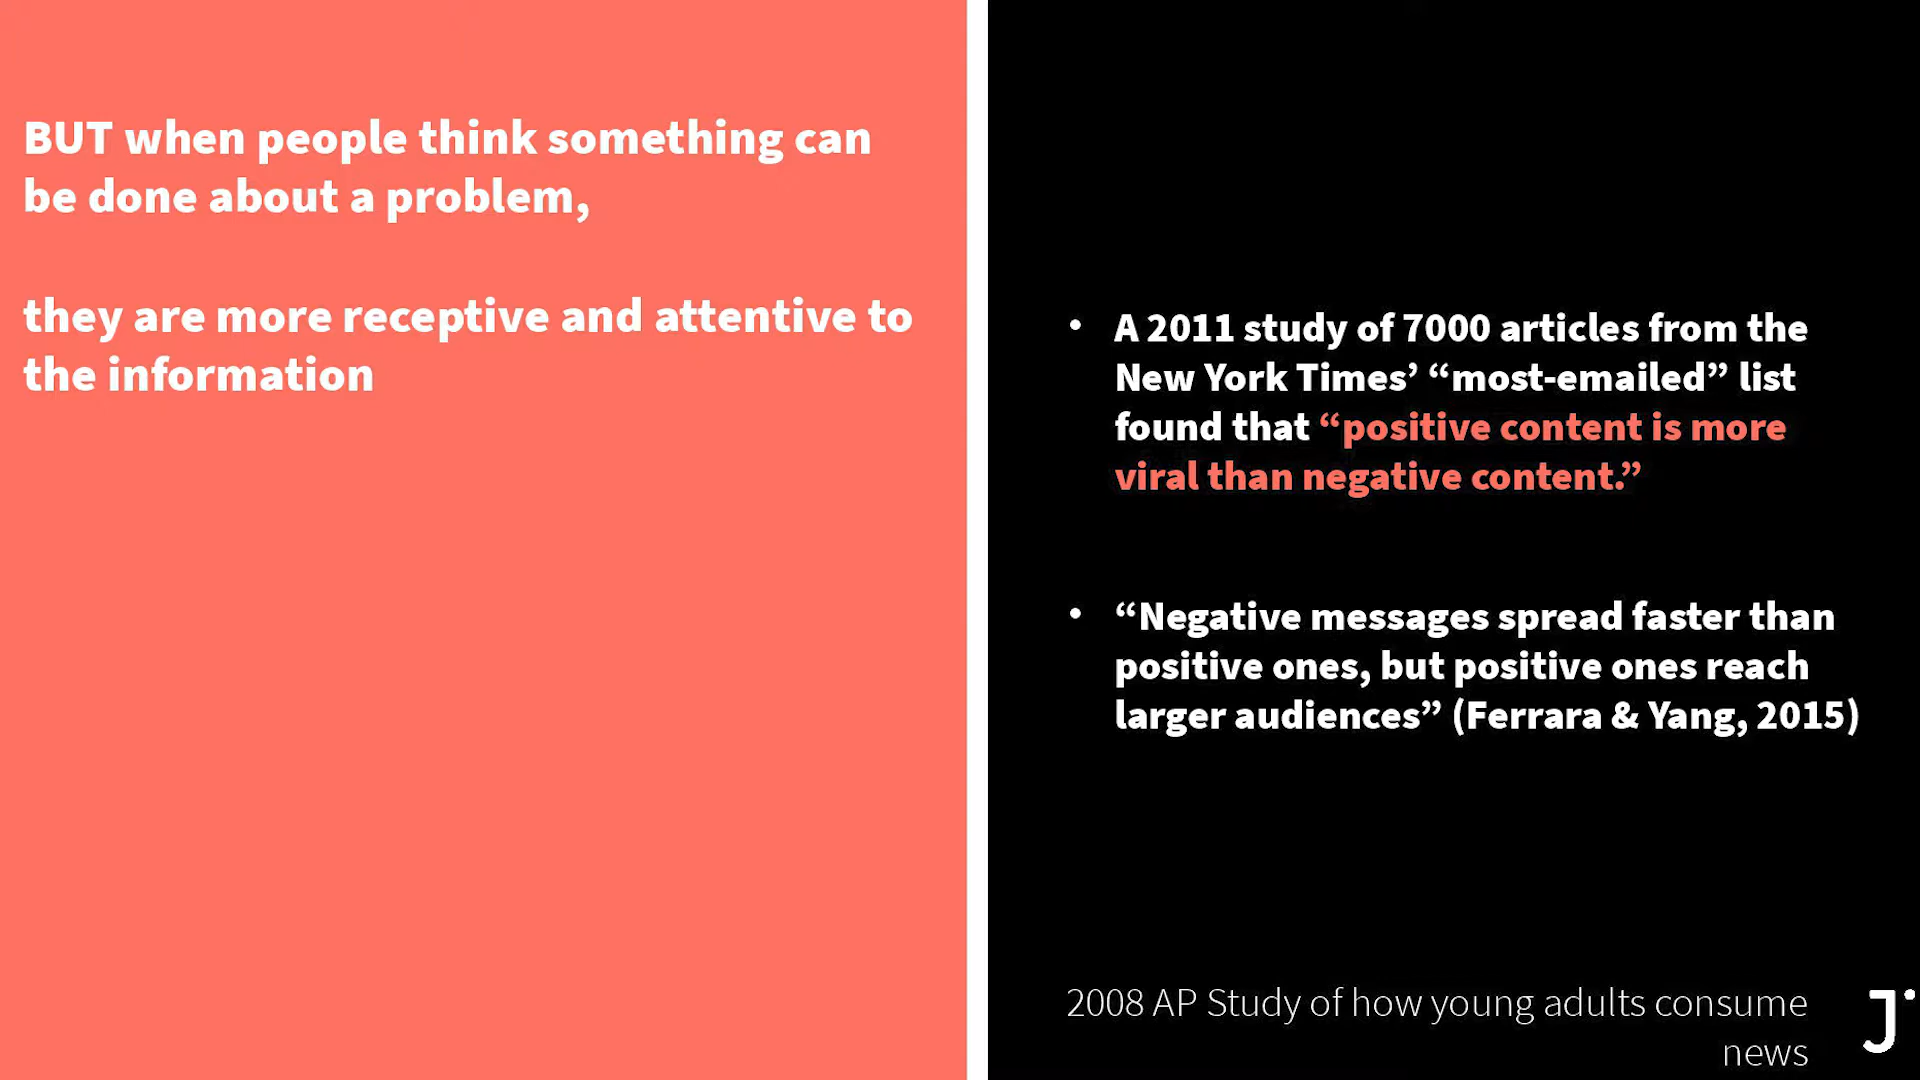 BUT when people think something can
be done about a problem,
they are more receptive and attentive to
the information
• A 2011 study of 7000 articles from the
New York Times’ “most-emailed” list
found that “positive content is more
viral than negative content.”
• “Negative messages spread faster than
positive ones, but positive ones reach
larger audiences” (Ferrara & Yang, 2015)
2008 AP Study of how young adults consume
news
J